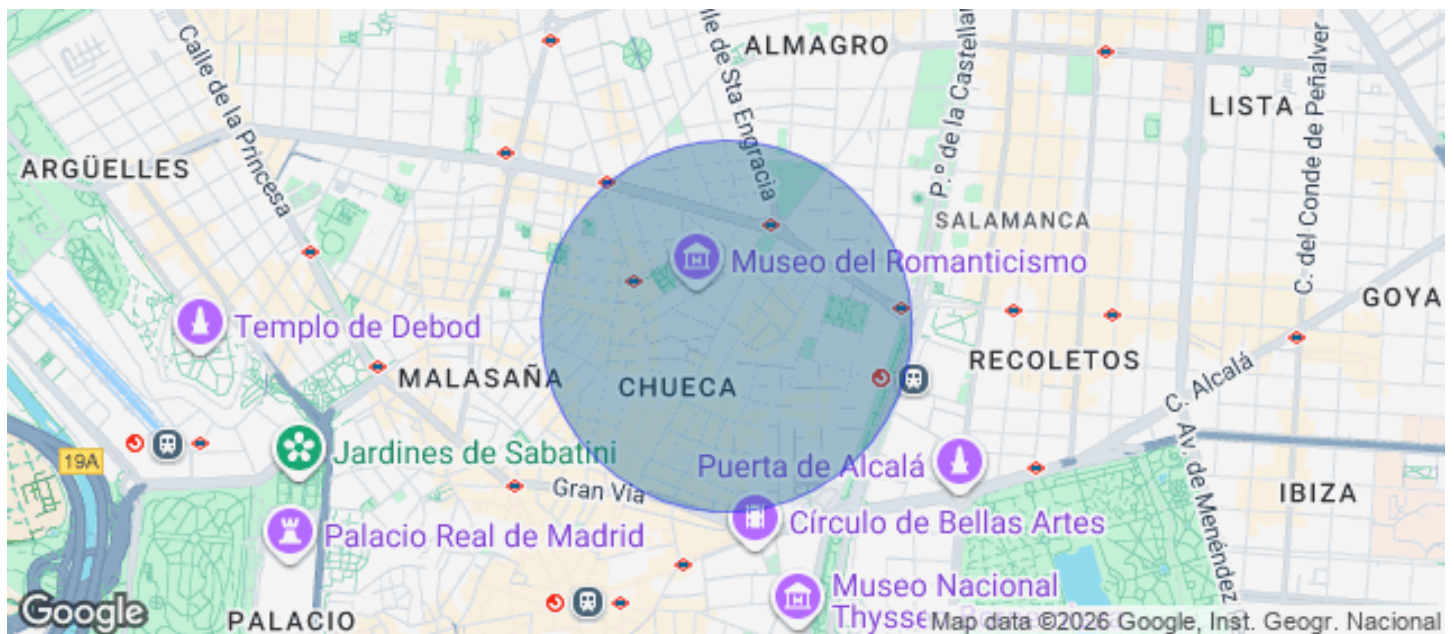 Calle de la Princesa
lle de Sta Engracia
ALMAGRO
P.º de la Castella
LISTA
C. del Conde de Peñalver
ARGÜELLES
SALAMANCA
Museo del Romanticismo
GOYA
Templo de Debod
RECOLETOS
MALASAÑA
CHUECA
C. Alcalá
Av. de Menéndez
19A
Jardines de Sabatini
Puerta de Alcalá
Gran Vía
IBIZA
Palacio Real de Madrid
Círculo de Bellas Artes
Museo Nacional
Thysse
Google
PALACIO
Map data ©2026 Google, Inst. Geogr. Nacional